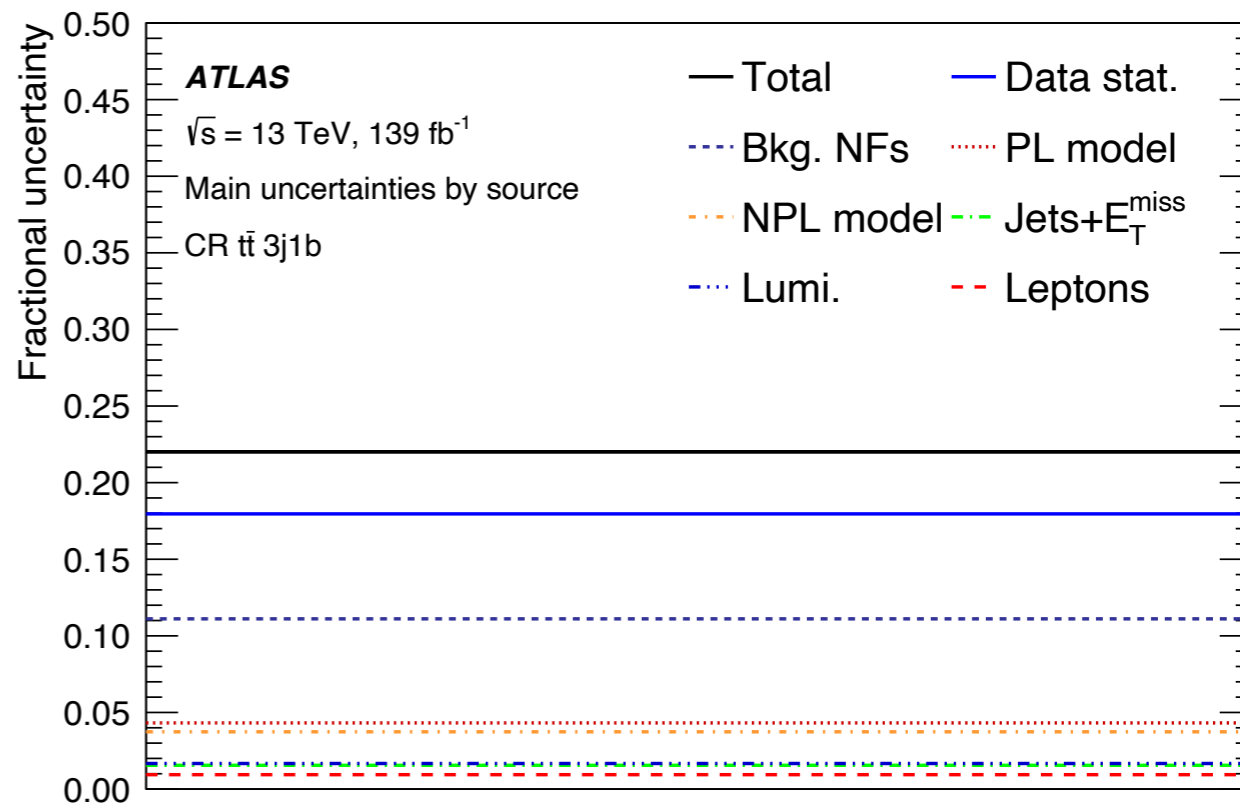 Fractional uncertainty
0.50
0.45
0.40
0.35
0.30
0.25
0.20
0.15
0.10
0.05
0.00
ATLAS
√s = 13 TeV, 139 fb⁻¹
Main uncertainties by source
CR tt̄ 3j1b
Total
Data stat.
Bkg. NFs
PL model
NPL model
Jets+E_T^miss
Lumi.
Leptons